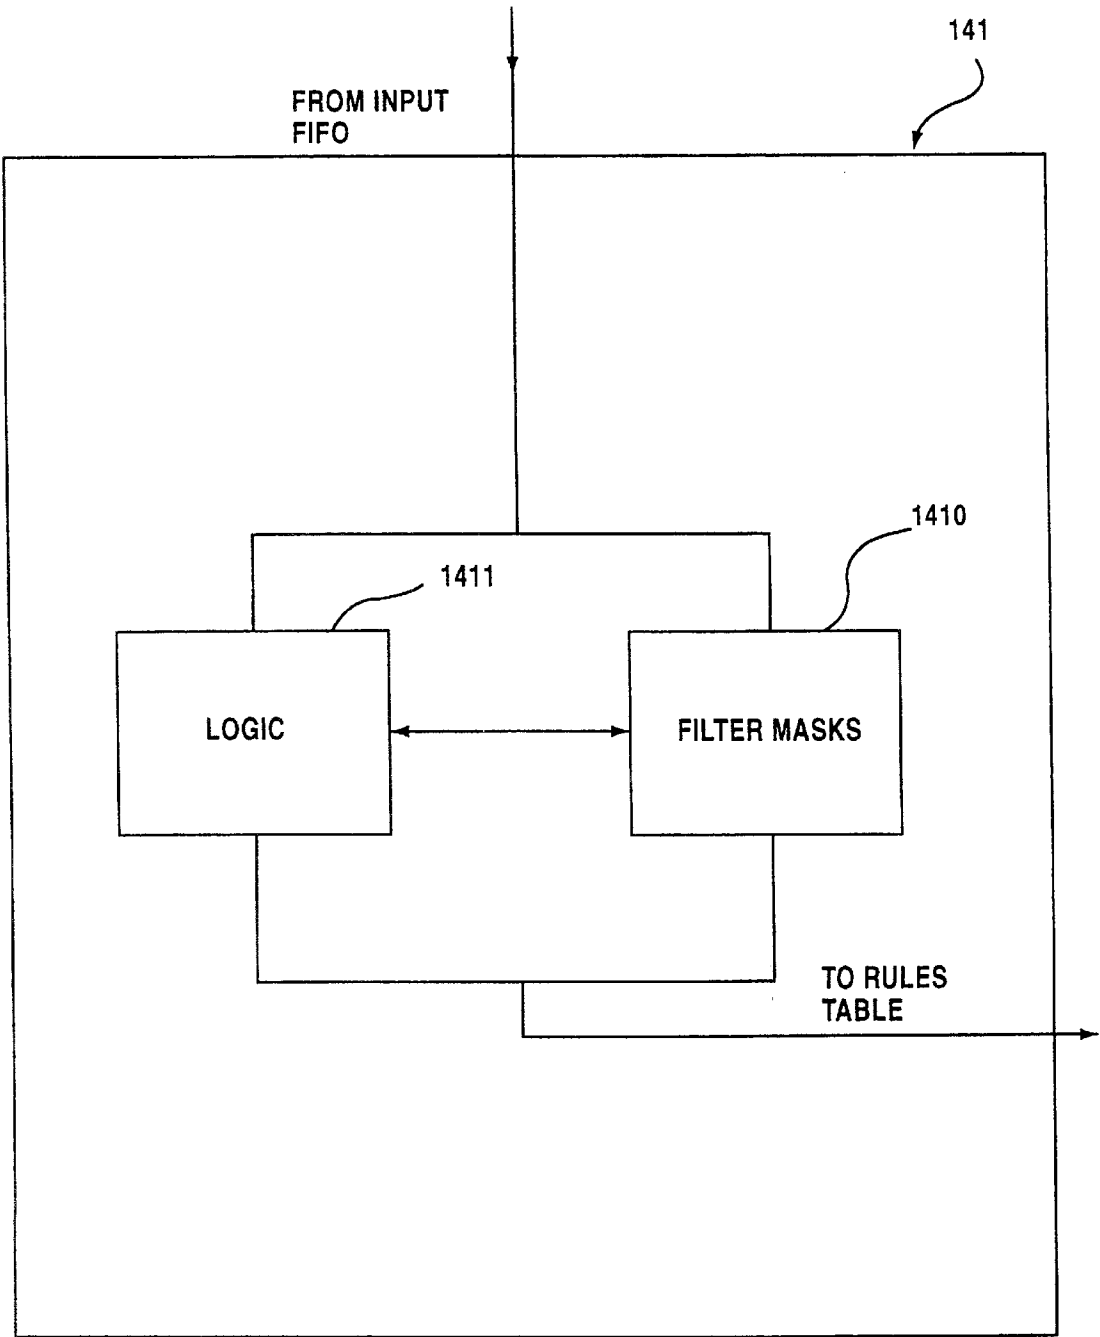 141
FROM INPUT
FIFO
1410
1411
LOGIC
FILTER MASKS
TO RULES
TABLE